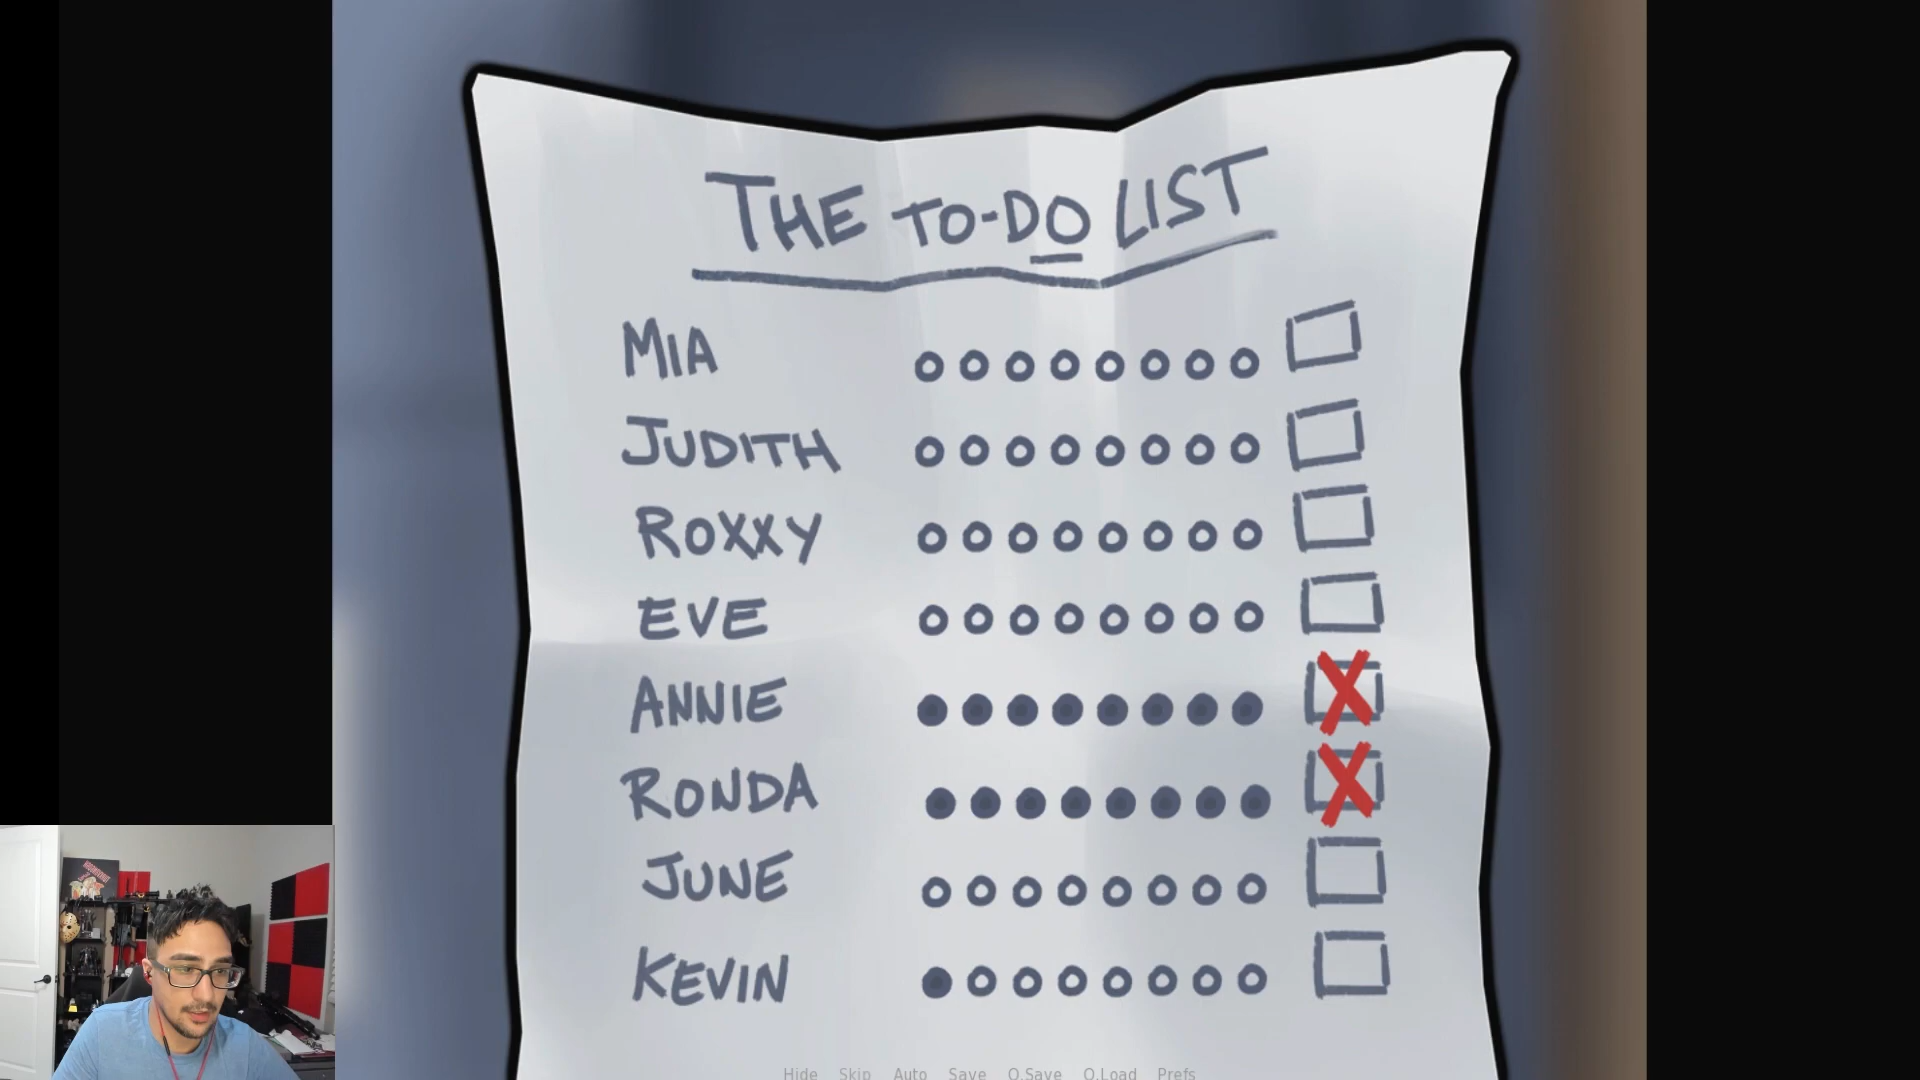 THE TO-DO LIST
MIA
JUDITH
ROXXY
EVE
ANNIE
RONDA
JUNE
KEVIN
Hide Skip Auto Save Q.Save Q.Load Prefs